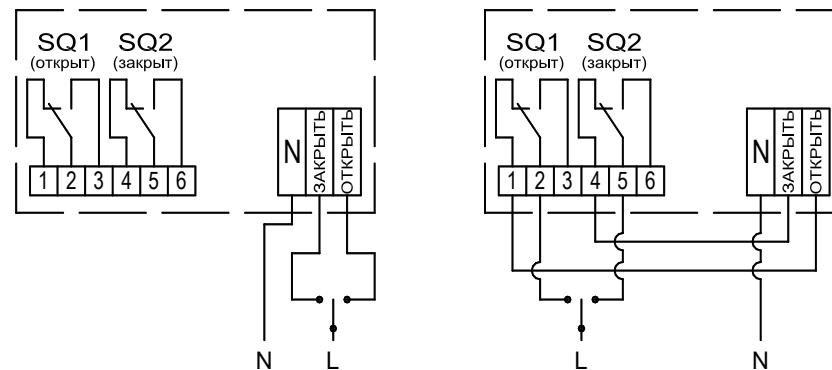 SQ1 SQ2
(открыт) (закрыт)
N ЗАКРЫТЬ ОТКРЫТЬ
1 2 3 4 5 6
N L
SQ1 SQ2
(открыт) (закрыт)
N ЗАКРЫТЬ ОТКРЫТЬ
1 2 3 4 5 6
L N